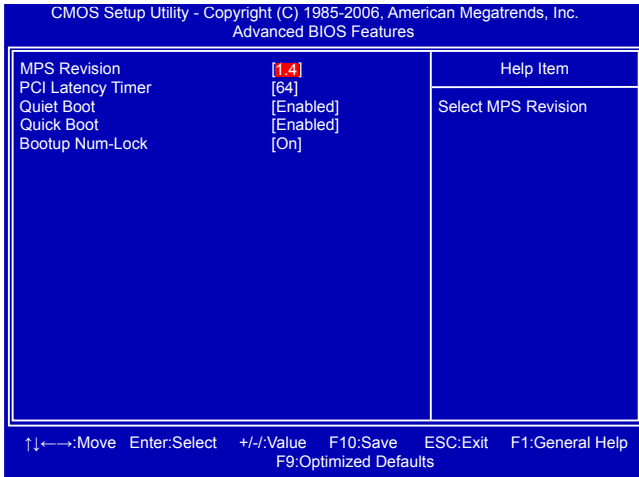 CMOS Setup Utility - Copyright (C) 1985-2006, American Megatrends, Inc.
Advanced BIOS Features
MPS Revision [1.4]
PCI Latency Timer [64]
Quiet Boot [Enabled]
Quick Boot [Enabled]
Bootup Num-Lock [On]
Help Item
Select MPS Revision
↑↓←→:Move Enter:Select +/-/:Value F10:Save ESC:Exit F1:General Help
F9:Optimized Defaults